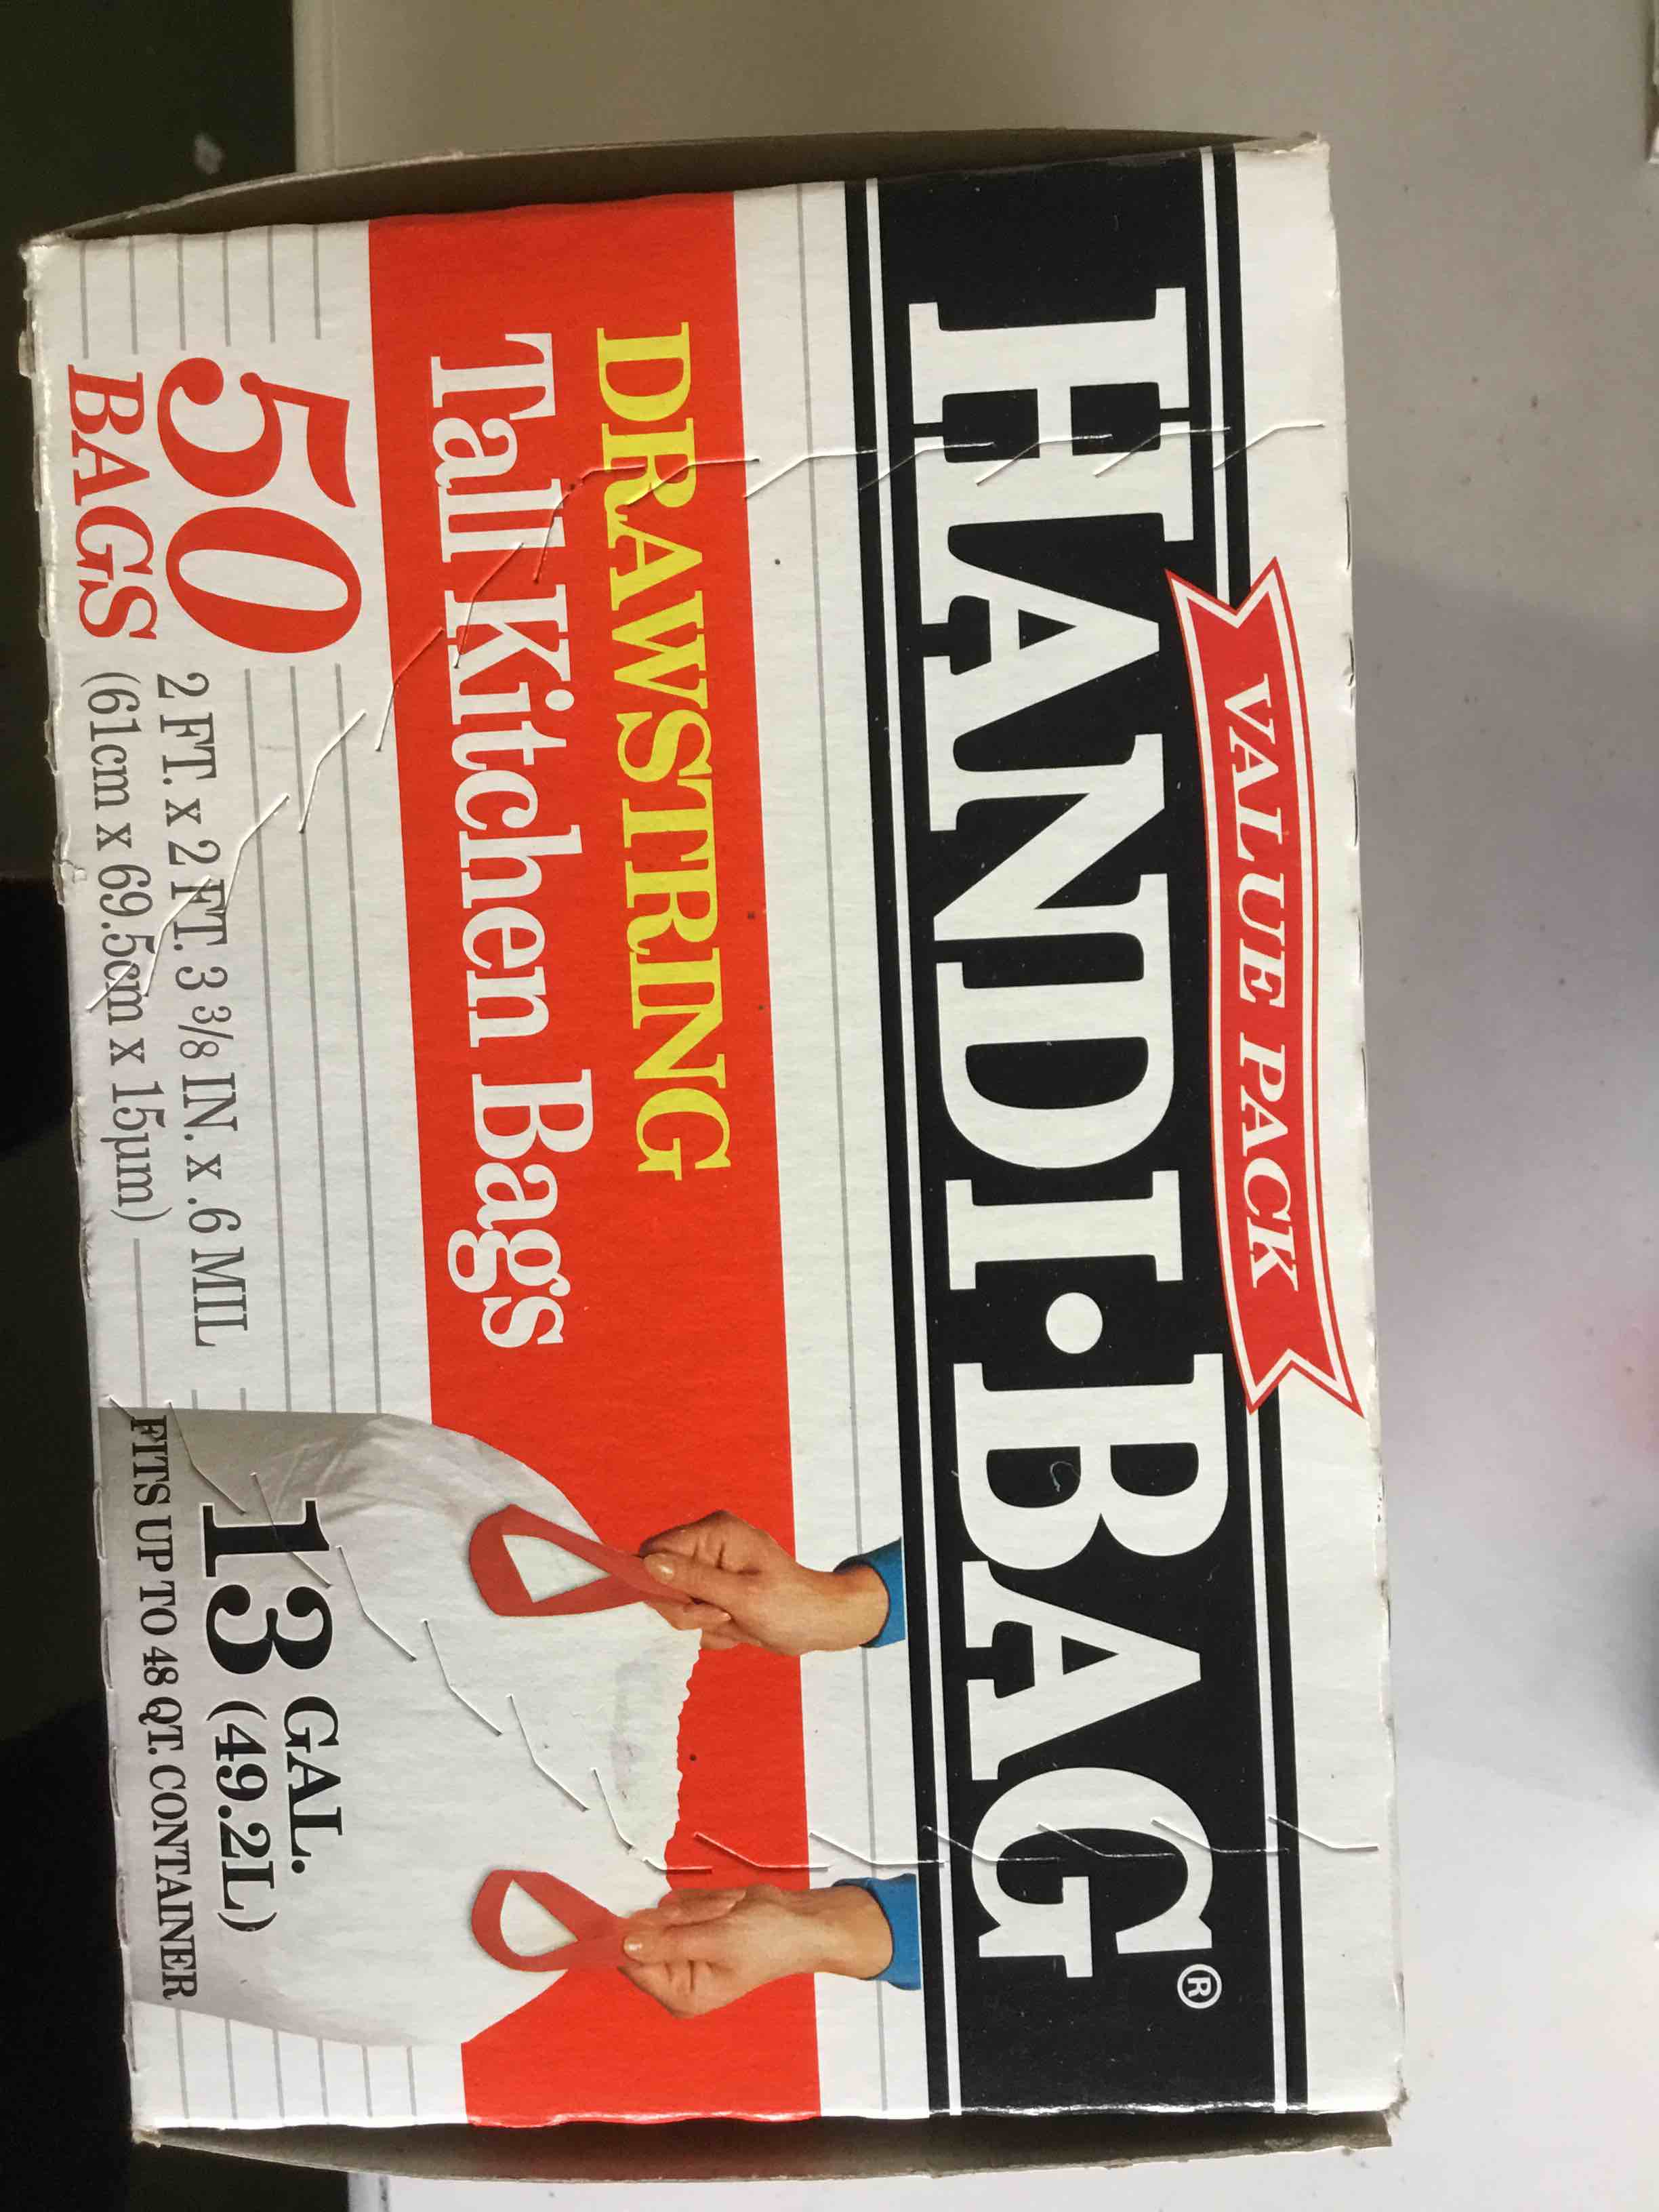 VALUE PACK
HANDI•BAG®
DRAWSTRING
Tall Kitchen Bags
50
BAGS
2 FT. x 2 FT. 3 3/8 IN. x .6 MIL
(61cm x 69.5cm x 15µm)
13 GAL.
(49.2L)
FITS UP TO 48 QT. CONTAINER